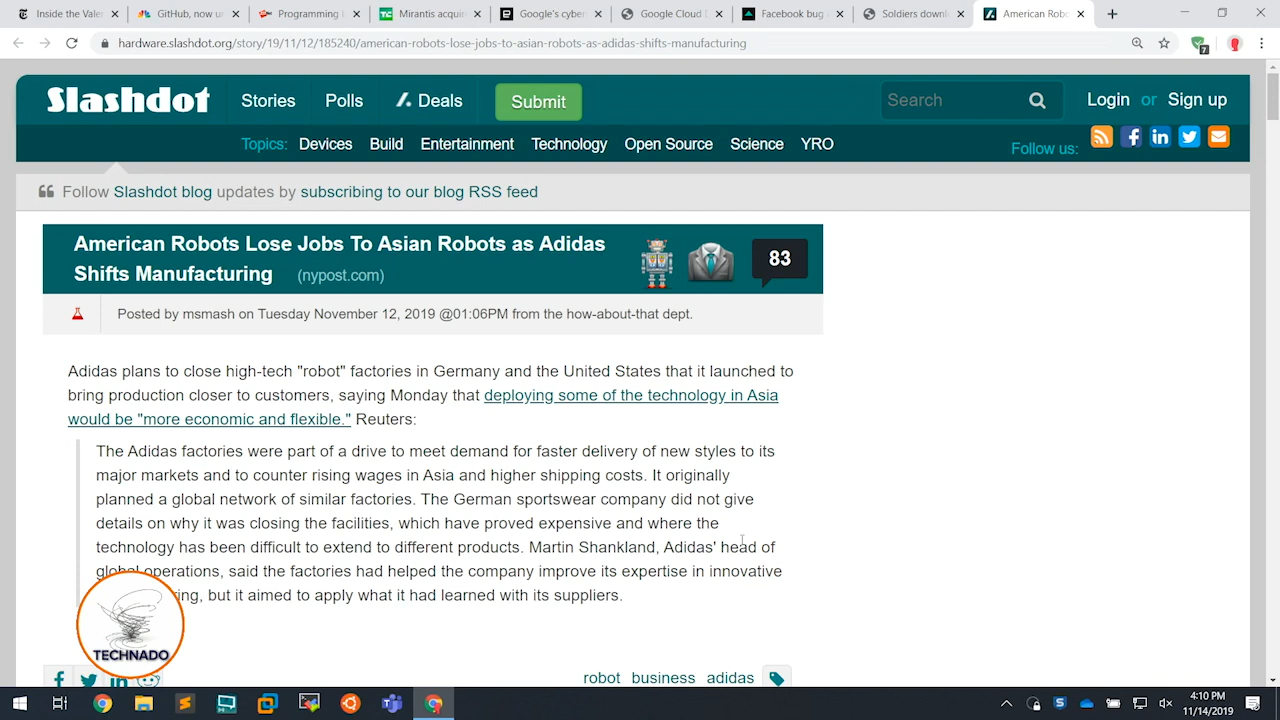 Inside the Valer
GitHub, now un
Programming L
Mirantis acqui
Google's cyber
Google Cloud D
Facebook bug
Soldiers downl
American Robo
hardware.slashdot.org/story/19/11/12/185240/american-robots-lose-jobs-to-asian-robots-as-adidas-shifts-manufacturing
7
Slashdot Stories Polls Deals Submit Search Login or Sign up
Topics: Devices Build Entertainment Technology Open Source Science YRO Follow us:
Follow Slashdot blog updates by subscribing to our blog RSS feed
American Robots Lose Jobs To Asian Robots as Adidas
Shifts Manufacturing (nypost.com)
83
Posted by msmash on Tuesday November 12, 2019 @01:06PM from the how-about-that dept.
Adidas plans to close high-tech "robot" factories in Germany and the United States that it launched to
bring production closer to customers, saying Monday that deploying some of the technology in Asia
would be "more economic and flexible." Reuters:
The Adidas factories were part of a drive to meet demand for faster delivery of new styles to its
major markets and to counter rising wages in Asia and higher shipping costs. It originally
planned a global network of similar factories. The German sportswear company did not give
details on why it was closing the facilities, which have proved expensive and where the
technology has been difficult to extend to different products. Martin Shankland, Adidas' head of
global operations, said the factories had helped the company improve its expertise in innovative
ring, but it aimed to apply what it had learned with its suppliers.
TECHNADO
robot business adidas
4:10 PM
11/14/2019